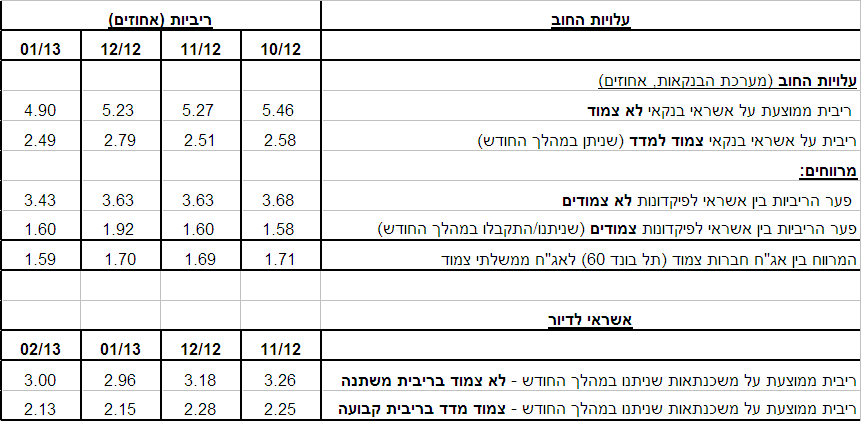 עלויות החוב ריביות (אחוזים)
10/12 11/12 12/12 01/13
עלויות החוב (מערכת הבנקאות, אחוזים)
ריבית ממוצעת על אשראי בנקאי לא צמוד 5.46 5.27 5.23 4.90
ריבית על אשראי בנקאי צמוד למדד (שניתן במהלך החודש) 2.58 2.51 2.79 2.49
מרווחים:
פער הריביות בין אשראי לפיקדונות לא צמודים 3.68 3.63 3.63 3.43
פער הריביות בין אשראי לפיקדונות צמודים (שניתנו/התקבלו במהלך החודש) 1.58 1.60 1.92 1.60
המרווח בין אג"ח חברות צמוד (תל בונד 60) לאג"ח ממשלתי צמוד 1.71 1.69 1.70 1.59
אשראי לדיור
11/12 12/12 01/13 02/13
ריבית ממוצעת על משכנתאות שניתנו במהלך החודש - לא צמוד בריבית משתנה 3.26 3.18 2.96 3.00
ריבית ממוצעת על משכנתאות שניתנו במהלך החודש - צמוד מדד בריבית קבועה 2.25 2.28 2.15 2.13